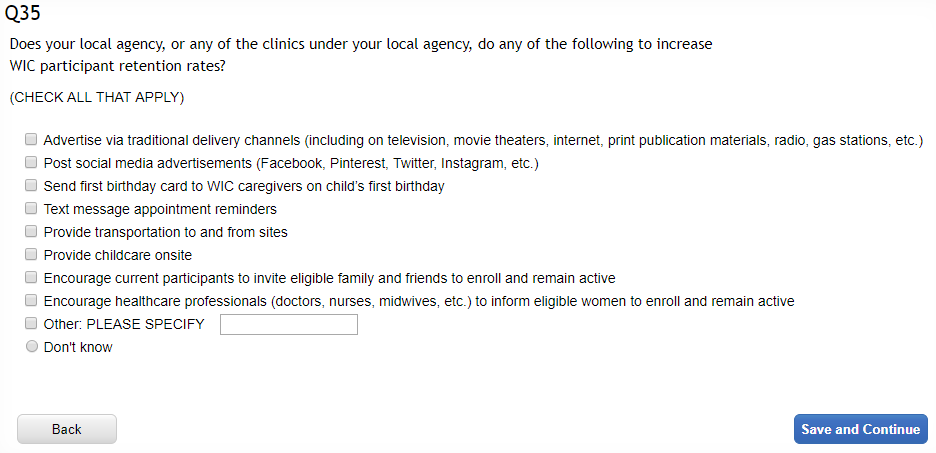 Q35
Does your local agency, or any of the clinics under your local agency, do any of the following to increase
WIC participant retention rates?
(CHECK ALL THAT APPLY)
Advertise via traditional delivery channels (including on television, movie theaters, internet, print publication materials, radio, gas stations, etc.)
Post social media advertisements (Facebook, Pinterest, Twitter, Instagram, etc.)
Send first birthday card to WIC caregivers on child's first birthday
Text message appointment reminders
Provide transportation to and from sites
Provide childcare onsite
Encourage current participants to invite eligible family and friends to enroll and remain active
Encourage healthcare professionals (doctors, nurses, midwives, etc.) to inform eligible women to enroll and remain active
Other: PLEASE SPECIFY
Don't know
Back
Save and Continue